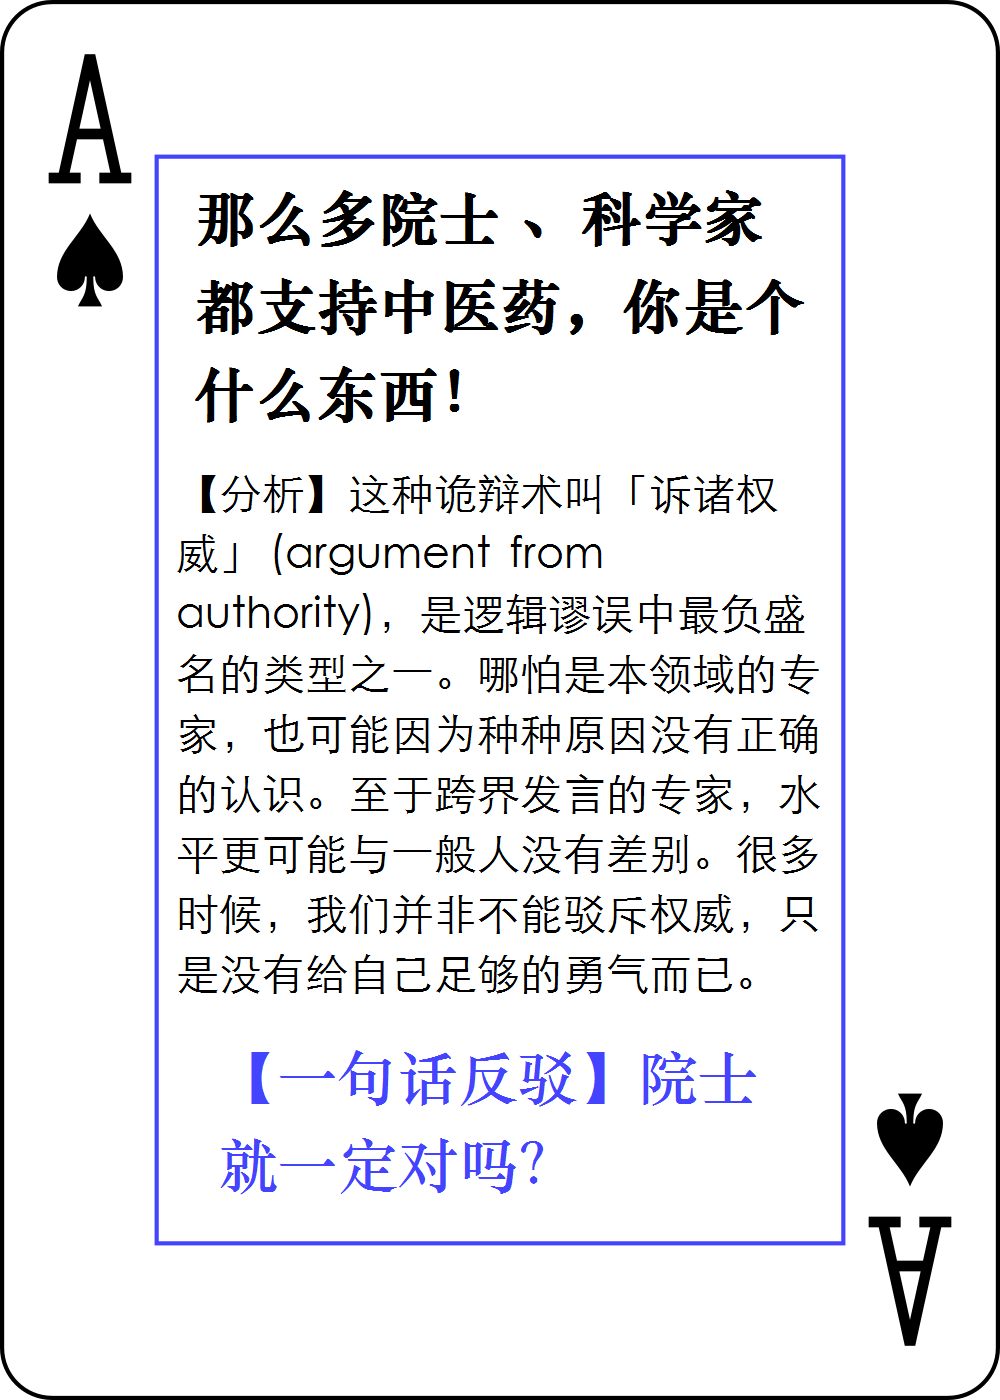 A
那么多院士、科学家
都支持中医药，你是个
什么东西！
【分析】这种诡辩术叫「诉诸权
威」(argument from
authority)，是逻辑谬误中最负盛
名的类型之一。哪怕是本领域的专
家，也可能因为种种原因没有正确
的认识。至于跨界发言的专家，水
平更可能与一般人没有差别。很多
时候，我们并非不能驳斥权威，只
是没有给自己足够的勇气而已。
【一句话反驳】院士
就一定对吗？
A